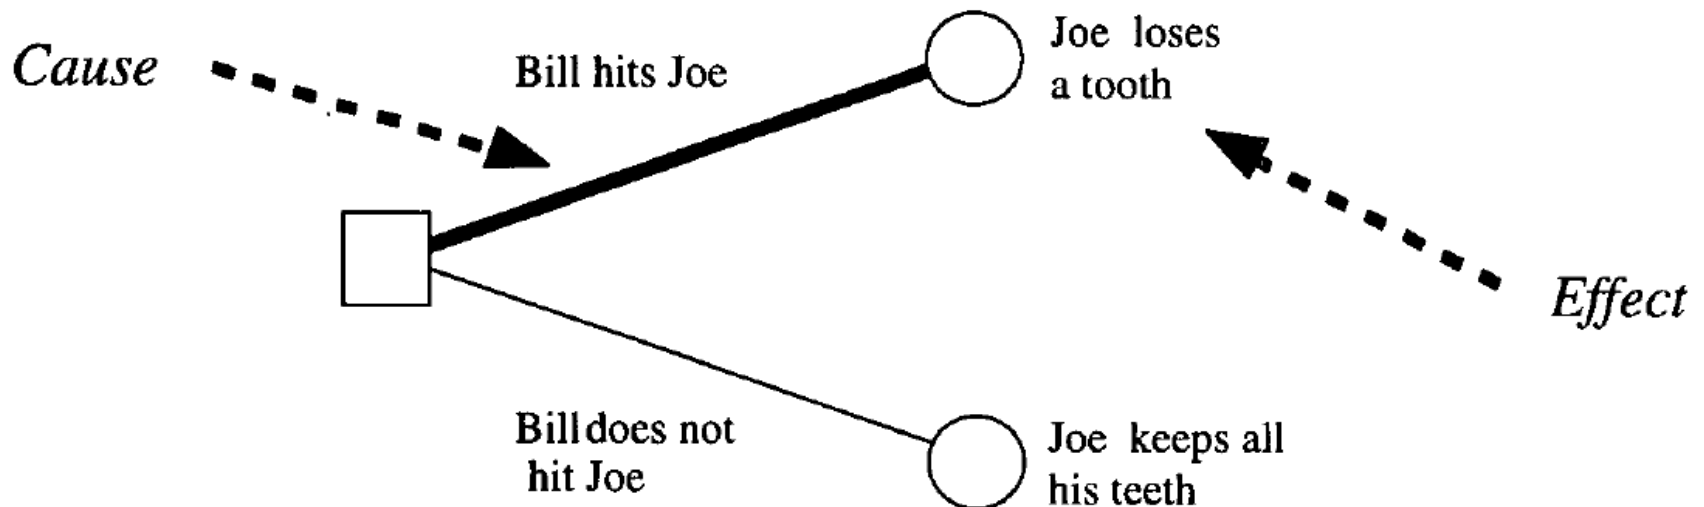 Cause
Bill hits Joe
Joe loses
a tooth
Effect
Bill does not
hit Joe
Joe keeps all
his teeth